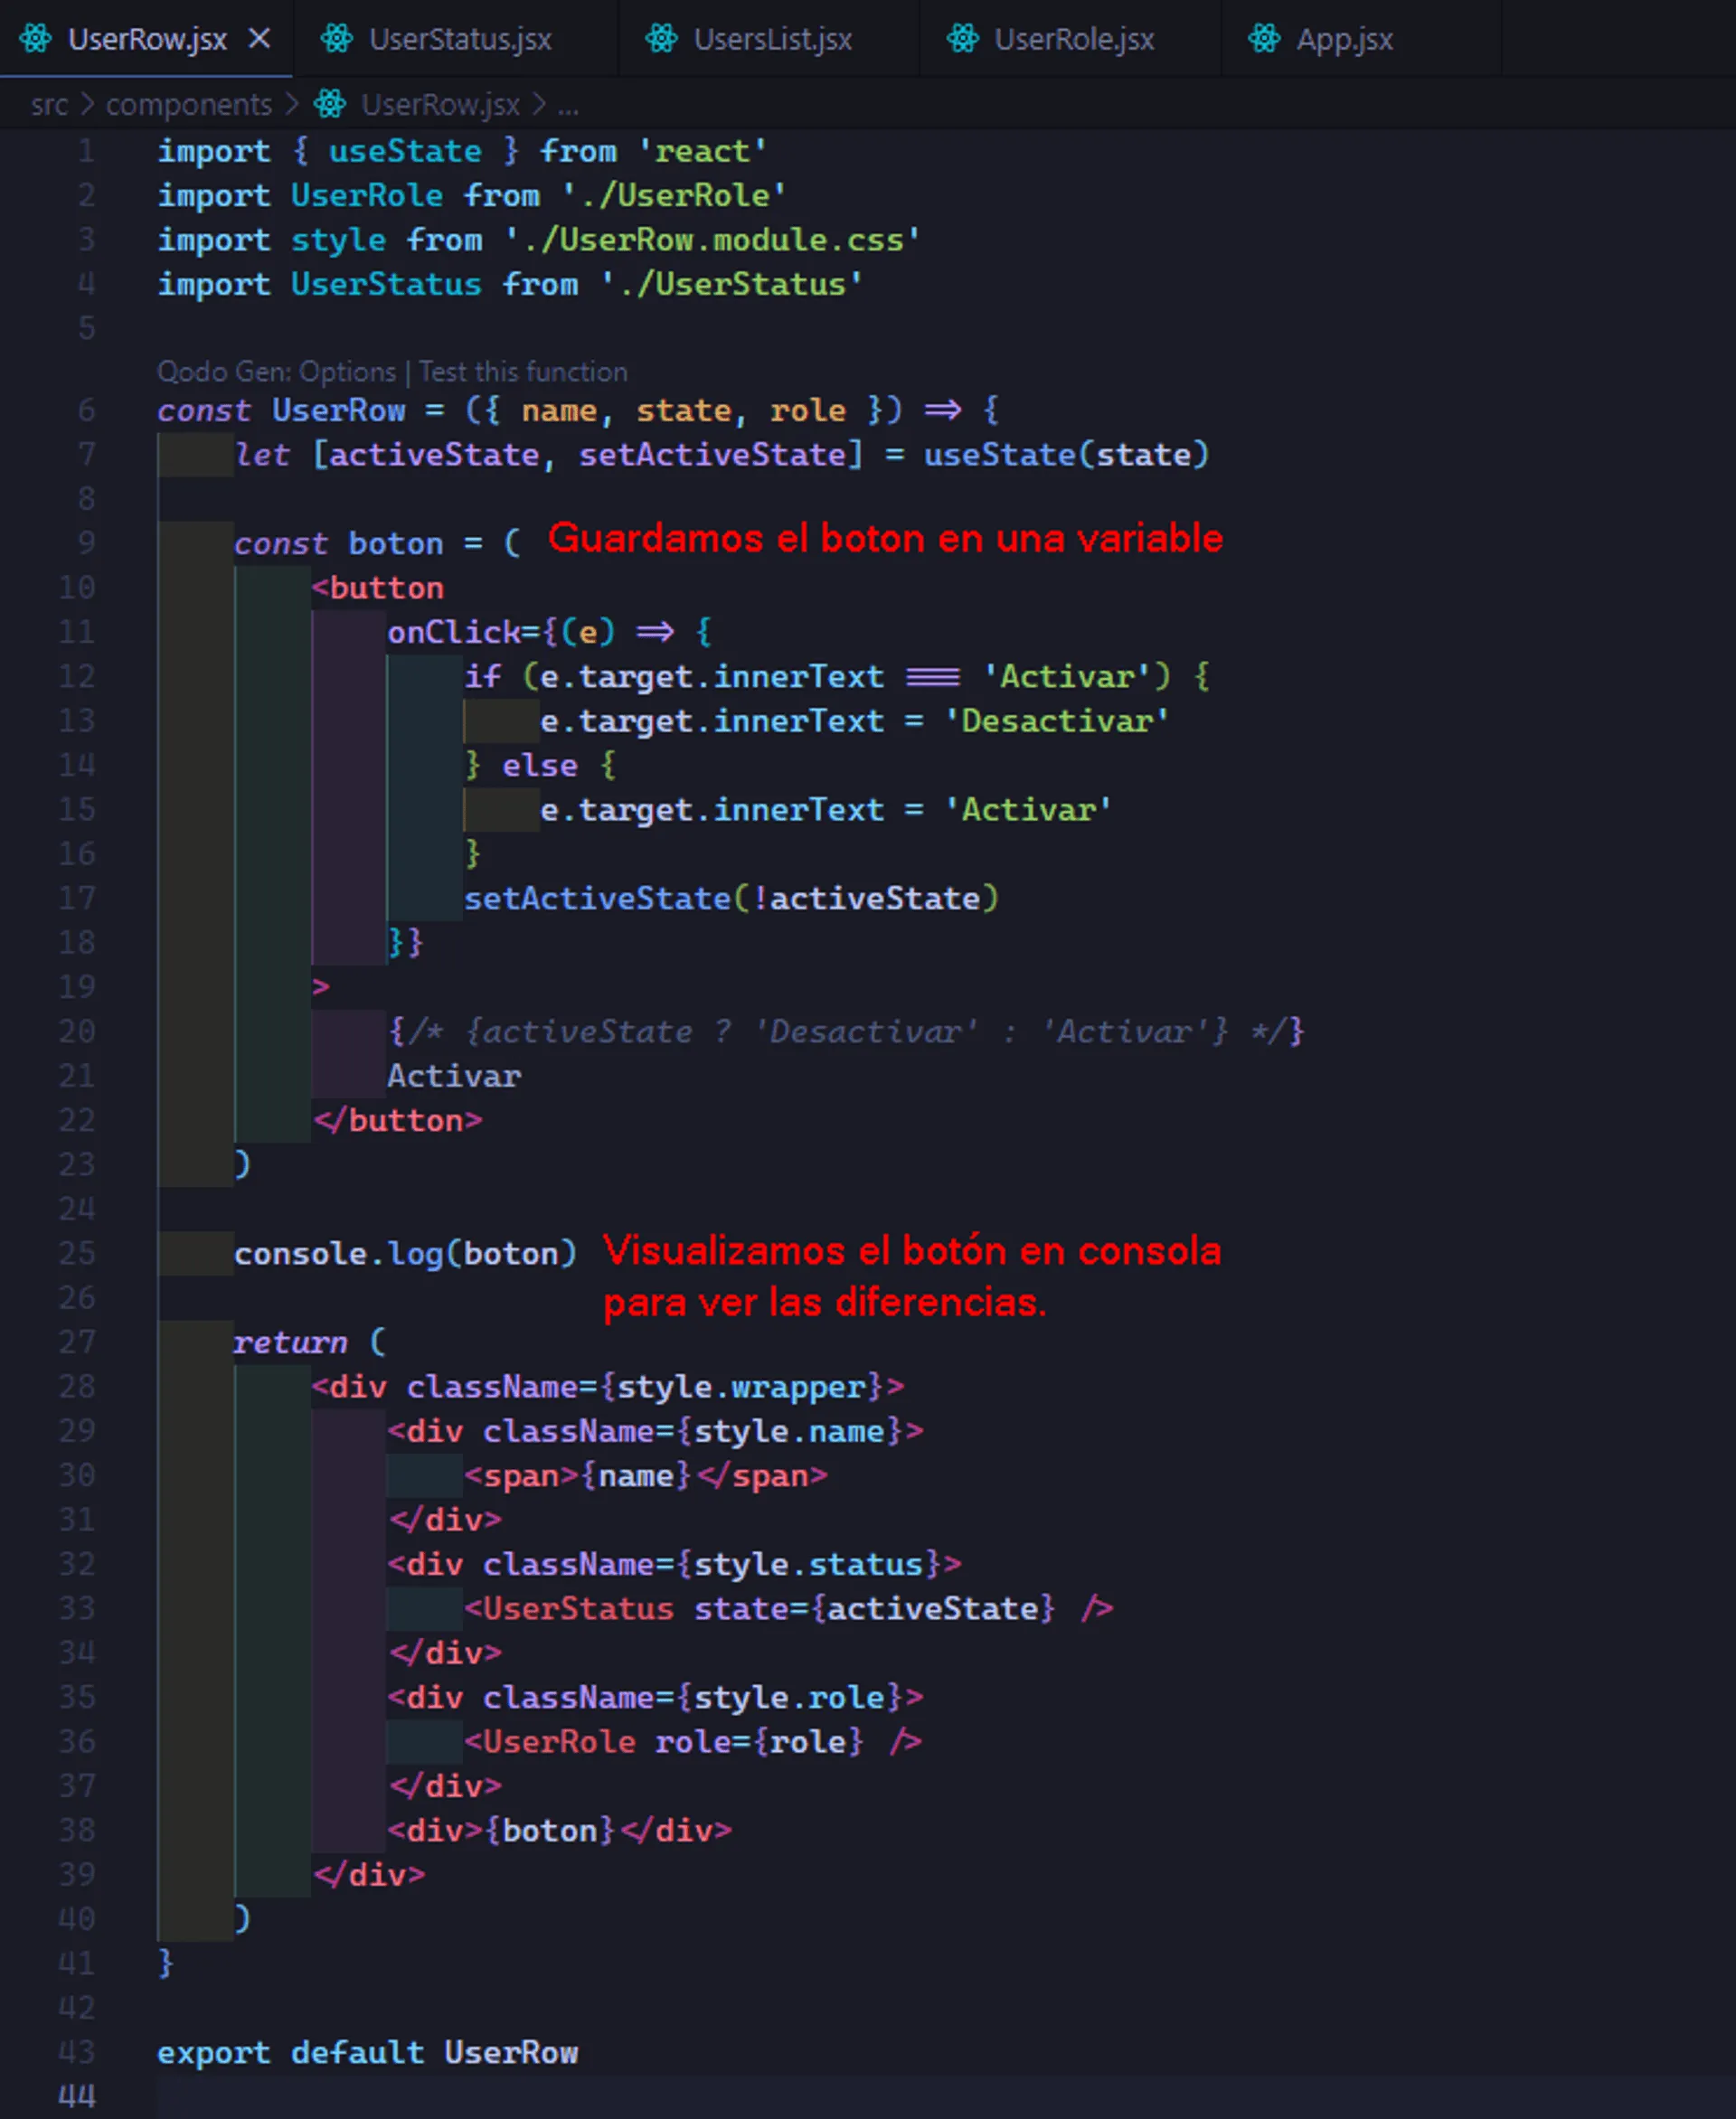 UserRow.jsx
UserStatus.jsx
UsersList.jsx
UserRole.jsx
App.jsx
src > components > UserRow.jsx > ...
1 import { useState } from 'react'
2 import UserRole from './UserRole'
3 import style from './UserRow.module.css'
4 import UserStatus from './UserStatus'
5
Qodo Gen: Options | Test this function
6 const UserRow = ({ name, state, role }) => {
7     let [activeState, setActiveState] = useState(state)
8
9     const boton = ( Guardamos el boton en una variable
10         <button
11             onClick={(e) => {
12                 if (e.target.innerText === 'Activar') {
13                     e.target.innerText = 'Desactivar'
14                 } else {
15                     e.target.innerText = 'Activar'
16                 }
17                 setActiveState(!activeState)
18             }}
19         >
20             {/* {activeState ? 'Desactivar' : 'Activar'} */}
21             Activar
22         </button>
23     )
24
25     console.log(boton) Visualizamos el botón en consola
para ver las diferencias.
26
27     return (
28         <div className={style.wrapper}>
29             <div className={style.name}>
30                 <span>{name}</span>
31             </div>
32             <div className={style.status}>
33                 <UserStatus state={activeState} />
34             </div>
35             <div className={style.role}>
36                 <UserRole role={role} />
37             </div>
38             <div>{boton}</div>
39         </div>
40     )
41 }
42
43 export default UserRow
44